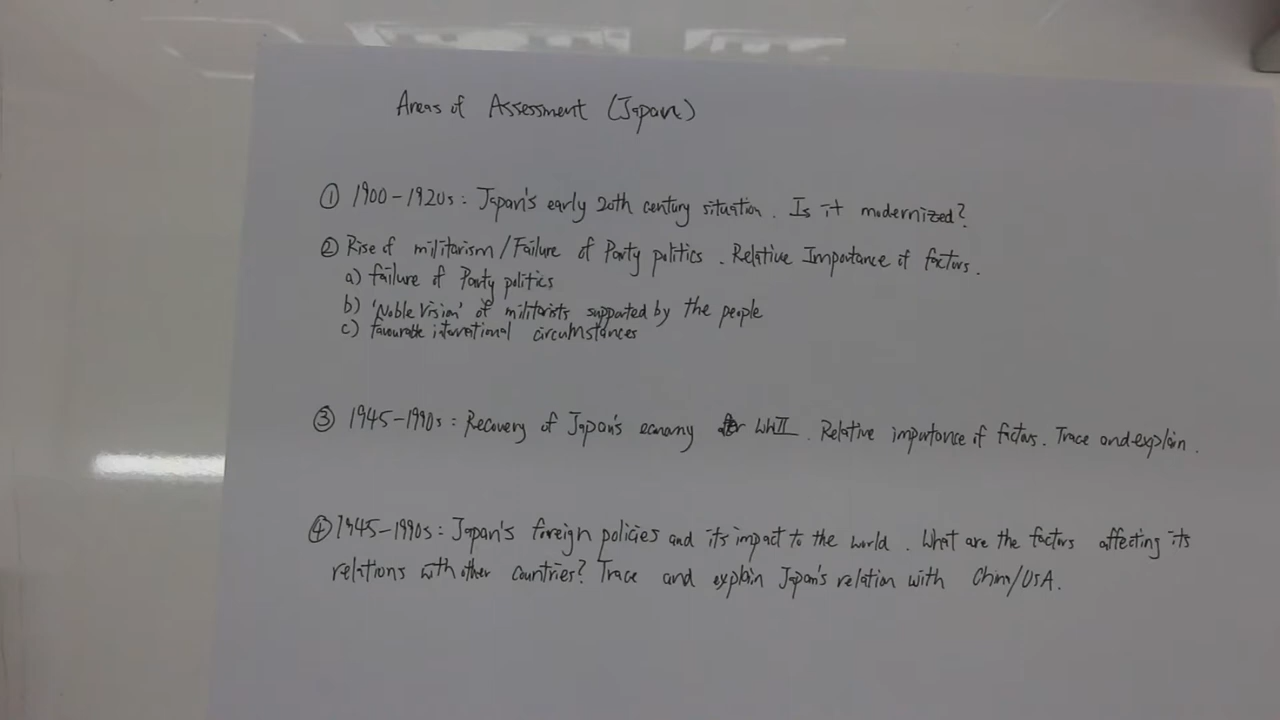 Areas of Assessment (Japan)
① 1900-1920s: Japan's early 20th century situation. Is it modernized?
② Rise of militarism/Failure of Party politics. Relative Importance of factors.
a) failure of Party politics
b) 'Noble Vision' of militarists supported by the people
c) favourable international circumstances
③ 1945-1990s: Recovery of Japan's economy after WWII. Relative importance of factors. Trace and explain.
④ 1945-1990s: Japan's foreign policies and its impact to the world. What are the factors affecting its
relations with other countries? Trace and explain Japan's relation with China/USA.